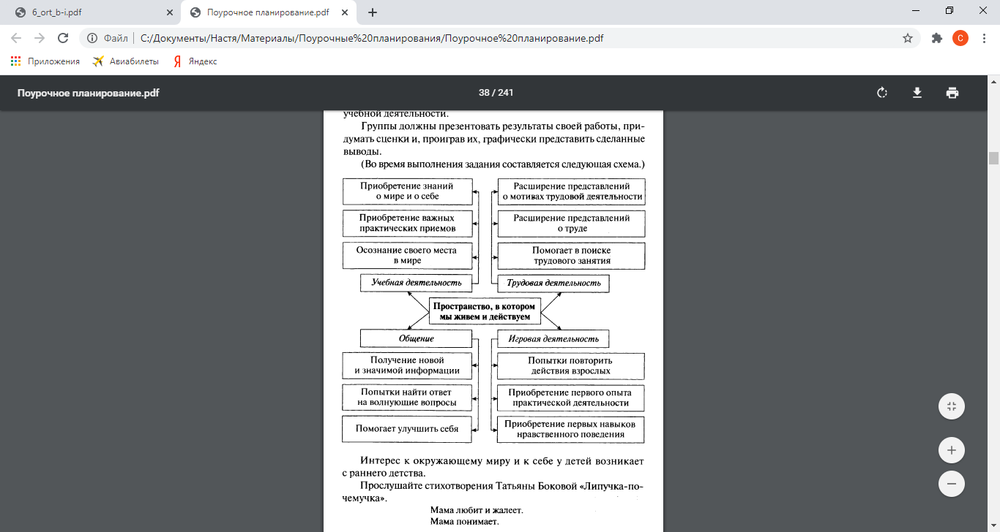 6_ort_b-i.pdf
Поурочное планирование.pdf
Файл
C:/Документы/Настя/Материалы/Поурочные%20планирования/Поурочное%20планирование.pdf
С
Приложения
Авиабилеты
Яндекс
Поурочное планирование.pdf
38 / 241
учебной деятельности.
Группы должны презентовать результаты своей работы, при-
думать сценки и, проиграв их, графически представить сделанные
выводы.
(Во время выполнения задания составляется следующая схема.)
Приобретение знаний
о мире и о себе
Расширение представлений
о мотивах трудовой деятельности
Приобретение важных
практических приемов
Расширение представлений
о труде
Осознание своего места
в мире
Помогает в поиске
трудового занятия
Учебная деятельность
Трудовая деятельность
Пространство, в котором
мы живем и действуем
Общение
Игровая деятельность
Получение новой
и значимой информации
Попытки повторить
действия взрослых
Попытки найти ответ
на волнующие вопросы
Приобретение первого опыта
практической деятельности
Помогает улучшить себя
Приобретение первых навыков
нравственного поведения
Интерес к окружающему миру и к себе у детей возникает
с раннего детства.
Прослушайте стихотворения Татьяны Боковой «Липучка-по-
чемучка».
Мама любит и жалеет.
Мама понимает.